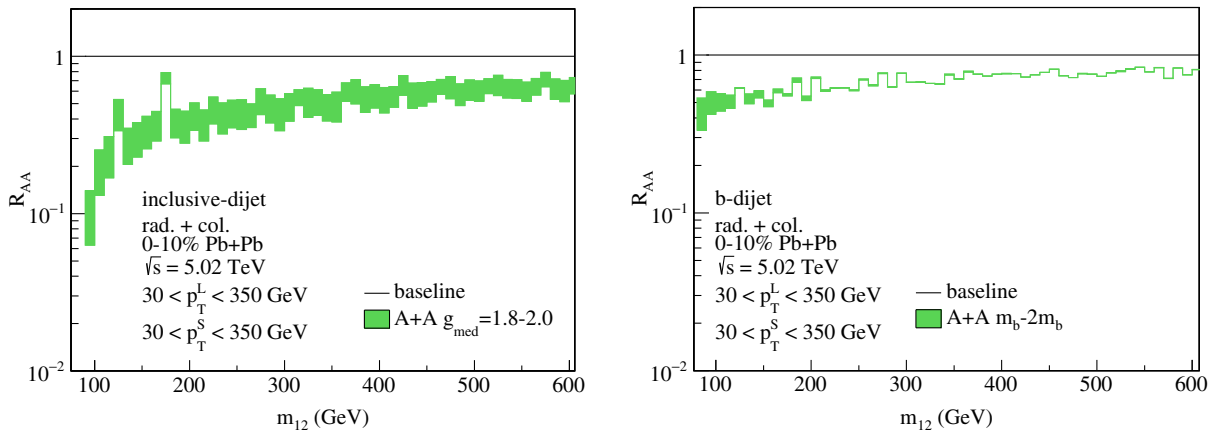 1
10⁻¹
10⁻²
R_AA
inclusive-dijet
rad. + col.
0-10% Pb+Pb
√s = 5.02 TeV
30 < p_T^L < 350 GeV
30 < p_T^S < 350 GeV
baseline
A+A g_med=1.8-2.0
100 200 300 400 500 600
m₁₂ (GeV)
1
10⁻¹
10⁻²
R_AA
b-dijet
rad. + col.
0-10% Pb+Pb
√s = 5.02 TeV
30 < p_T^L < 350 GeV
30 < p_T^S < 350 GeV
baseline
A+A m_b-2m_b
100 200 300 400 500 600
m₁₂ (GeV)